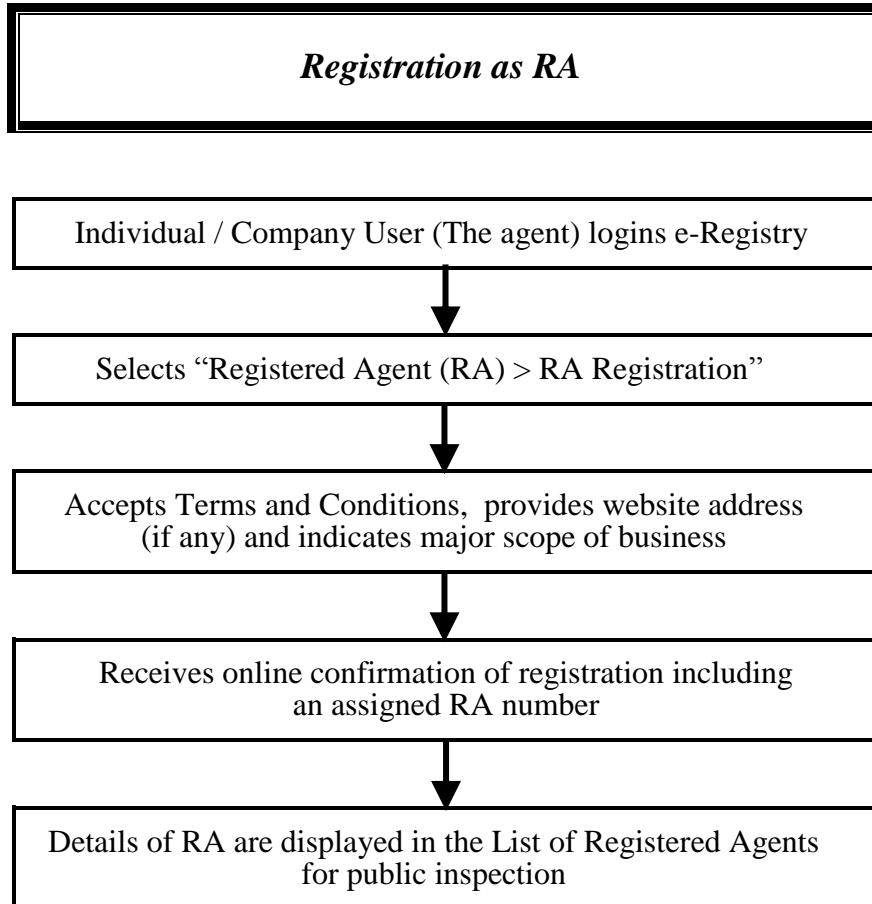 Registration as RA
Individual / Company User (The agent) logins e-Registry
Selects “Registered Agent (RA) > RA Registration”
Accepts Terms and Conditions,  provides website address
(if any) and indicates major scope of business
Receives online confirmation of registration including
an assigned RA number
Details of RA are displayed in the List of Registered Agents
for public inspection